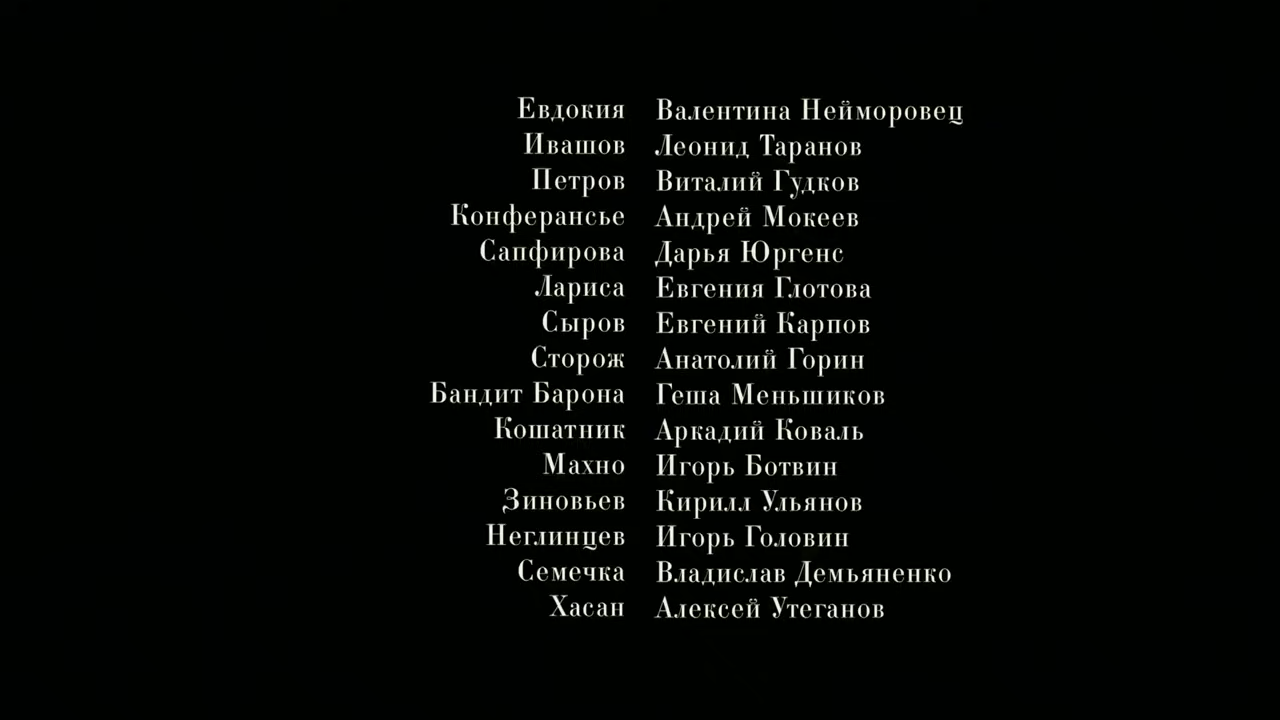 Евдокия Валентина Нейморовец
Ивашов Леонид Таранов
Петров Виталий Гудков
Конферансье Андрей Мокеев
Сапфирова Дарья Юргенс
Лариса Евгения Глотова
Сыров Евгений Карпов
Сторож Анатолий Горин
Бандит Барона Геша Меньшиков
Кошатник Аркадий Коваль
Махно Игорь Ботвин
Зиновьев Кирилл Ульянов
Неглинцев Игорь Головин
Семечка Владислав Демьяненко
Хасан Алексей Утеганов